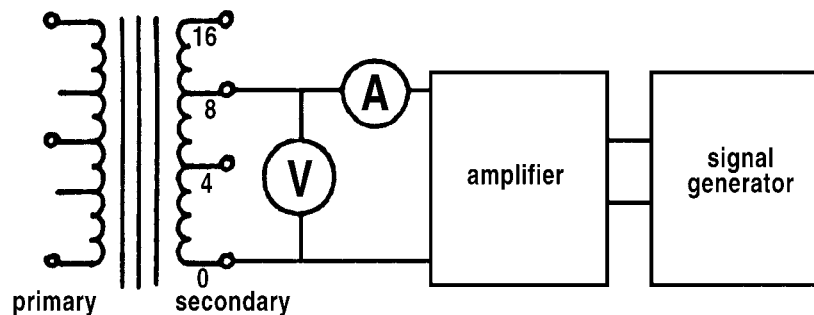 16
8
A
V
4
0
primary
secondary
amplifier
signal
generator